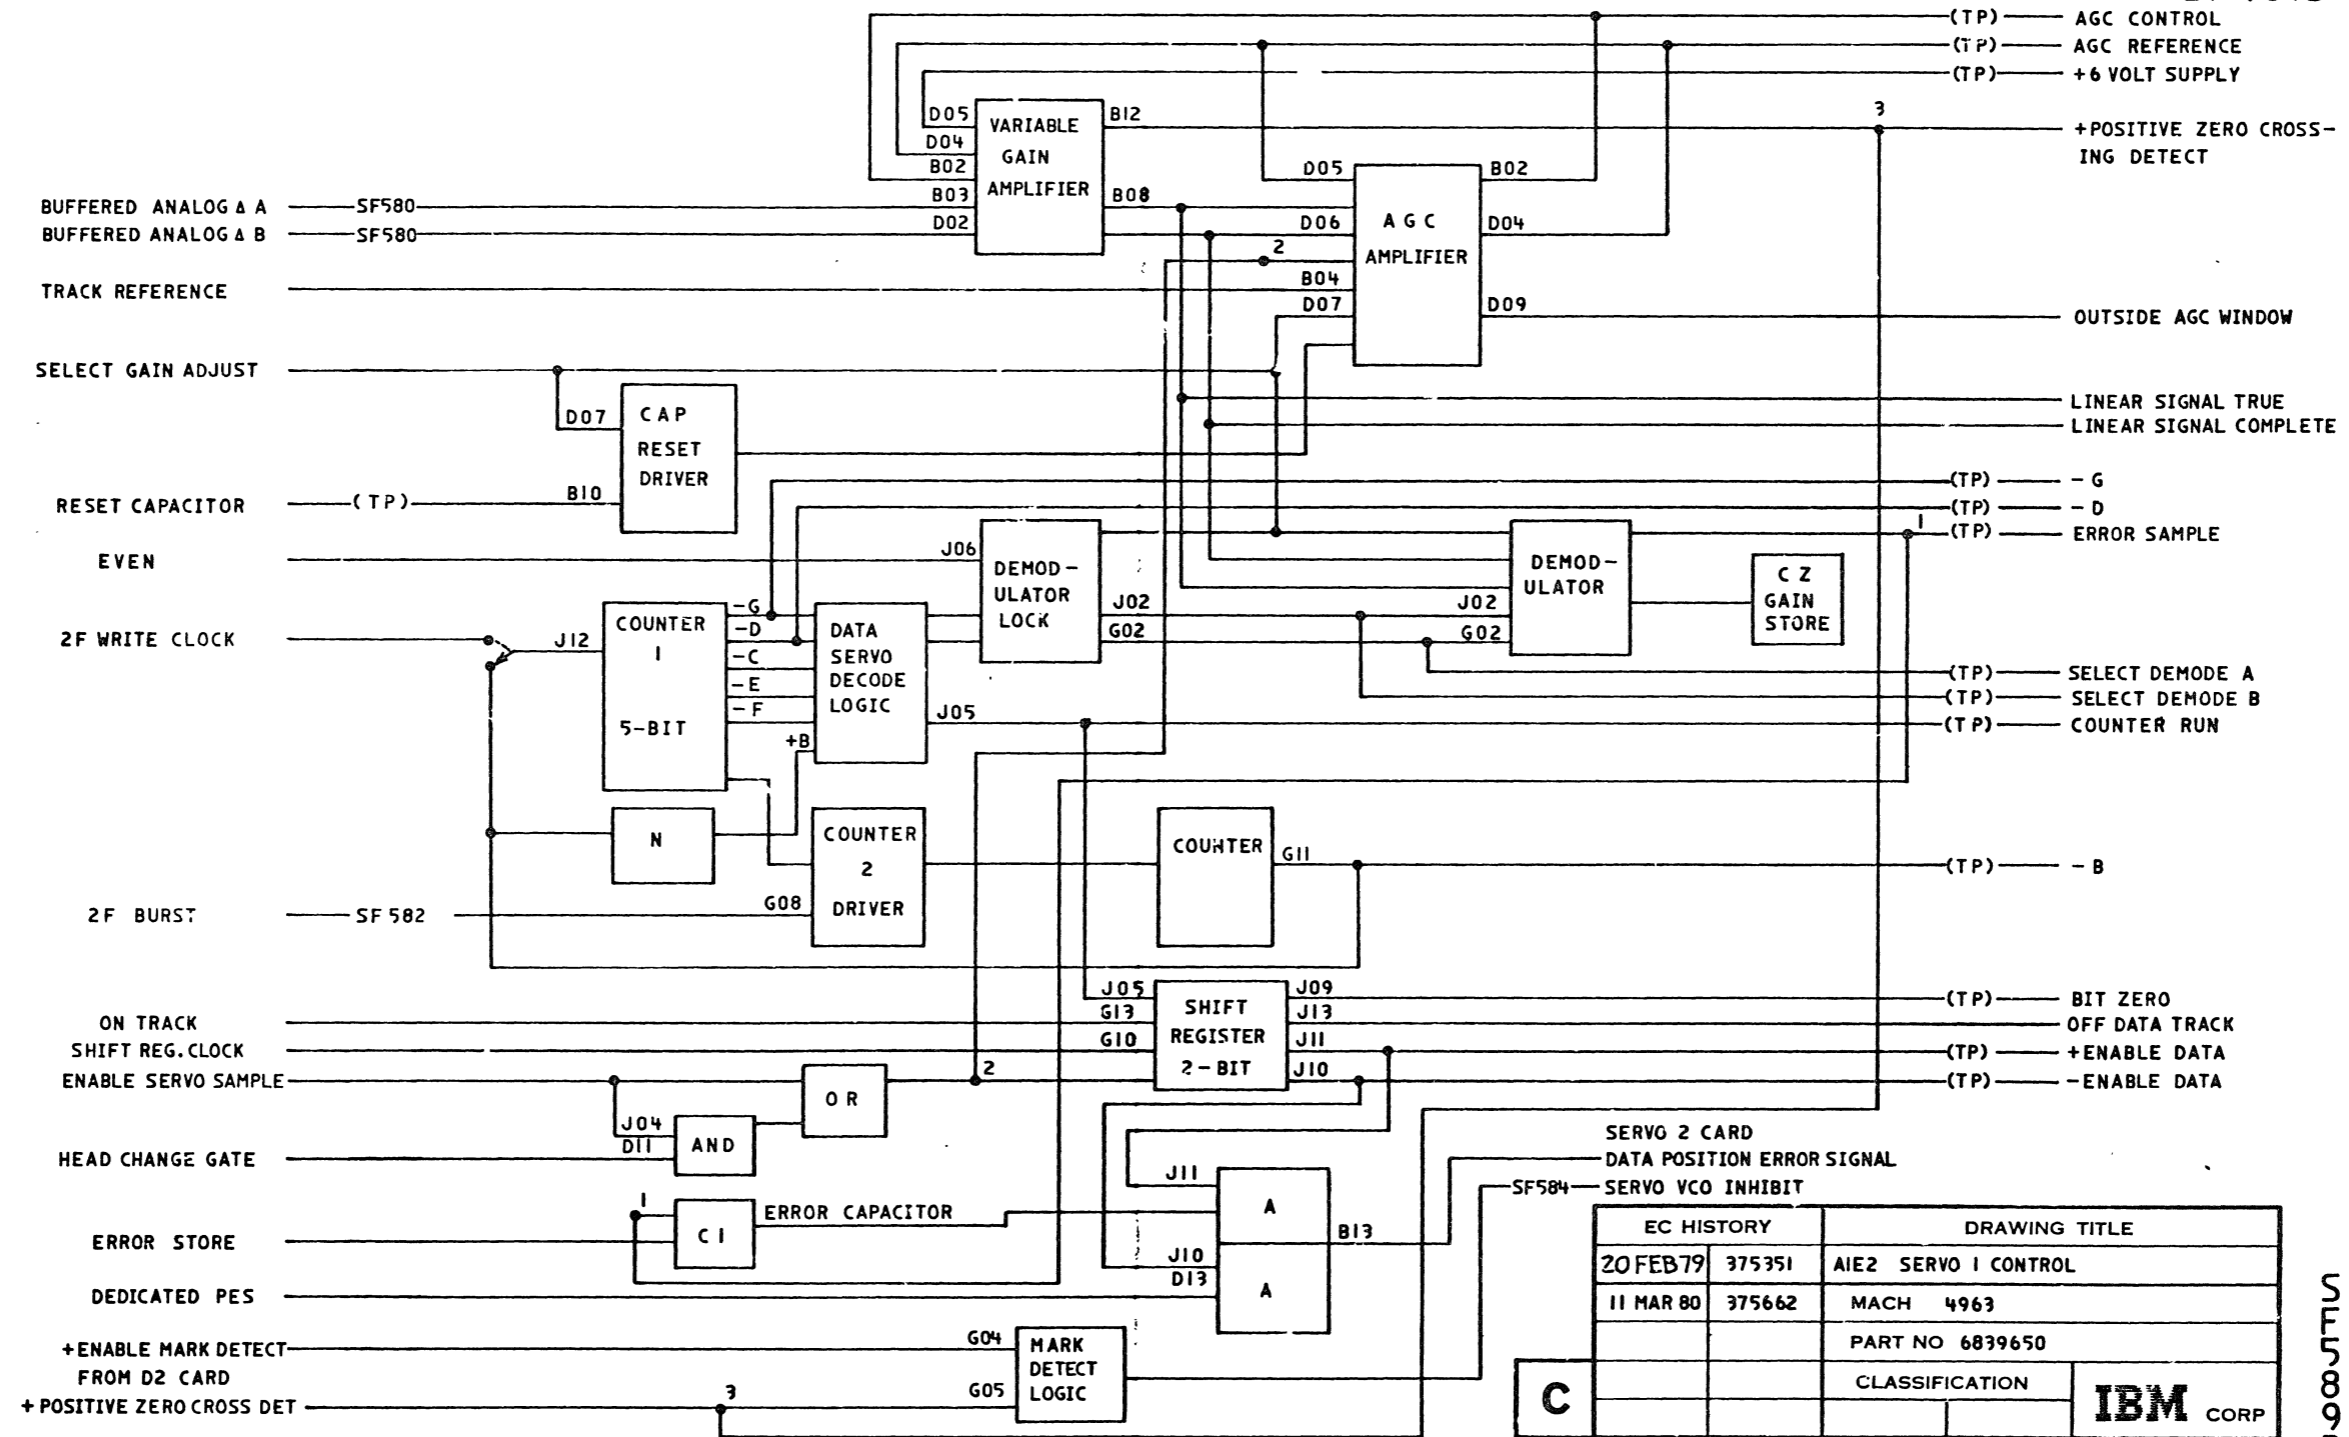 (TP) AGC CONTROL
(TP) AGC REFERENCE
(TP) +6 VOLT SUPPLY
3
D05 VARIABLE B12
+POSITIVE ZERO CROSS-
D04 GAIN
ING DETECT
B02 AMPLIFIER
D05 B02
BUFFERED ANALOG Δ A SF580 B03 B08
BUFFERED ANALOG Δ B SF580 D02
D06 AGC D04
2 AMPLIFIER
TRACK REFERENCE B04
D07 D09 OUTSIDE AGC WINDOW
SELECT GAIN ADJUST
D07 CAP
RESET
DRIVER
LINEAR SIGNAL TRUE
LINEAR SIGNAL COMPLETE
RESET CAPACITOR (TP) B10
(TP) - G
(TP) - D
1
(TP) ERROR SAMPLE
EVEN J06
DEMOD-
ULATOR
LOCK
DEMOD-
ULATOR
CZ
GAIN
STORE
J02 J02
G02 G02
2F WRITE CLOCK J12
COUNTER
1
5-BIT
-G
-D
-C
-E
-F
+B
DATA
SERVO
DECODE
LOGIC
J05
(TP) SELECT DEMODE A
(TP) SELECT DEMODE B
(TP) COUNTER RUN
N
COUNTER
2
DRIVER
COUNTER
G11 (TP) - B
2F BURST SF 582 G08
J05 SHIFT J09 (TP) BIT ZERO
ON TRACK G13 REGISTER J13 OFF DATA TRACK
SHIFT REG. CLOCK G10 2-BIT J11 (TP) +ENABLE DATA
ENABLE SERVO SAMPLE OR 2 J10 (TP) -ENABLE DATA
J04
D11 AND
HEAD CHANGE GATE
SERVO 2 CARD
DATA POSITION ERROR SIGNAL
SF584 SERVO VCO INHIBIT
J11
A
1
C1 ERROR CAPACITOR
ERROR STORE
B13
J10
D13
A
DEDICATED PES
+ENABLE MARK DETECT G04
FROM D2 CARD
MARK
DETECT
LOGIC
+POSITIVE ZERO CROSS DET 3 G05
EC HISTORY DRAWING TITLE
20 FEB79 375351 A1E2 SERVO 1 CONTROL
11 MAR 80 375662 MACH 4963
PART NO 6839650
CLASSIFICATION
C
IBM CORP
SF589